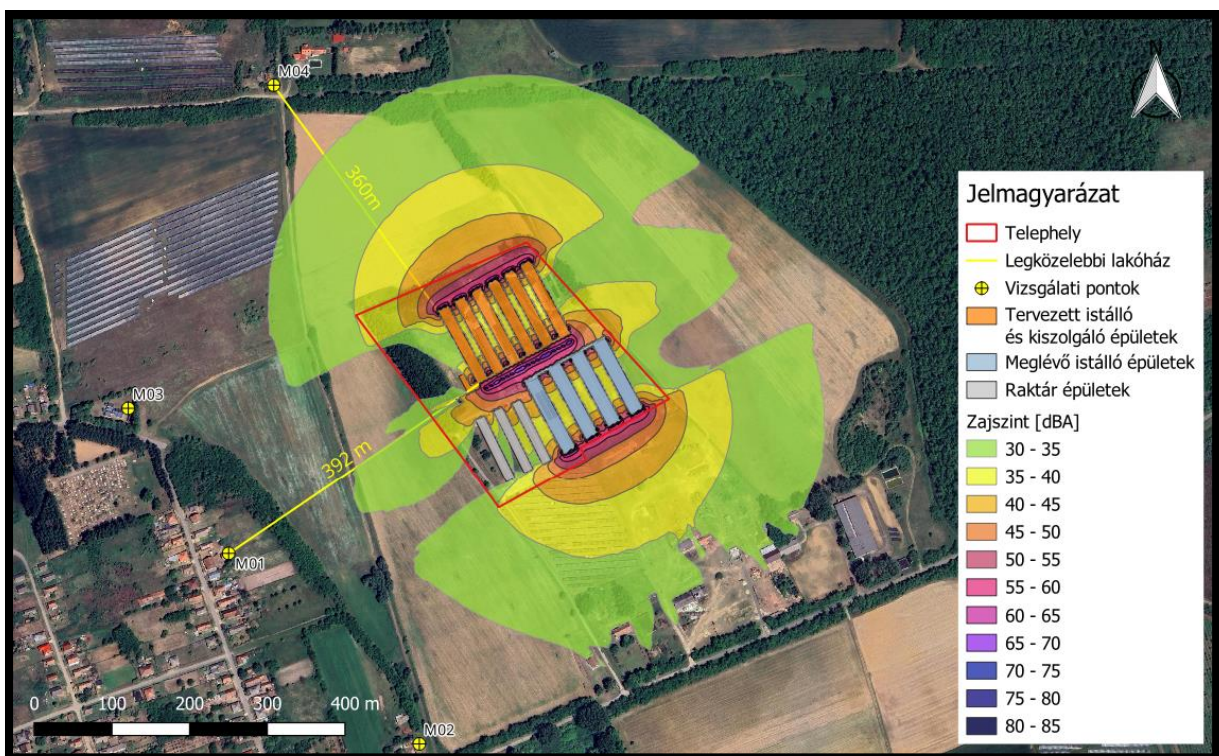 M04
N
360m
M03
392 m
M01
M02
0 100 200 300 400 m
Jelmagyarázat
Telephely
Legközelebbi lakóház
Vizsgálati pontok
Tervezett istálló
és kiszolgáló épületek
Meglévő istálló épületek
Raktár épületek
Zajszint [dBA]
30 - 35
35 - 40
40 - 45
45 - 50
50 - 55
55 - 60
60 - 65
65 - 70
70 - 75
75 - 80
80 - 85